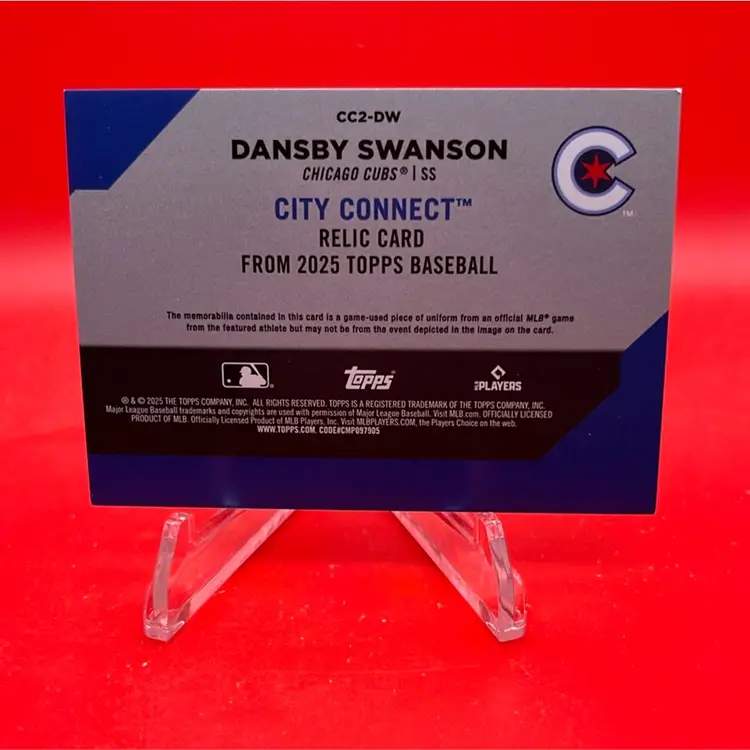 CC2-DW
DANSBY SWANSON
CHICAGO CUBS® | SS
C
TM
CITY CONNECT™
RELIC CARD
FROM 2025 TOPPS BASEBALL
The memorabilia contained in this card is a game-used piece of uniform from an official MLB® game
from the featured athlete but may not be from the event depicted in the image on the card.
Topps®
MLB PLAYERS
® & © 2025 THE TOPPS COMPANY, INC. ALL RIGHTS RESERVED. TOPPS IS A REGISTERED TRADEMARK OF THE TOPPS COMPANY, INC.
Major League Baseball trademarks and copyrights are used with permission of Major League Baseball. Visit MLB.com. OFFICIALLY LICENSED
PRODUCT OF MLB. Officially Licensed Product of MLB Players, Inc. Visit MLBPLAYERS.COM, the Players Choice on the web.
WWW.TOPPS.COM. CODE#CMP097905